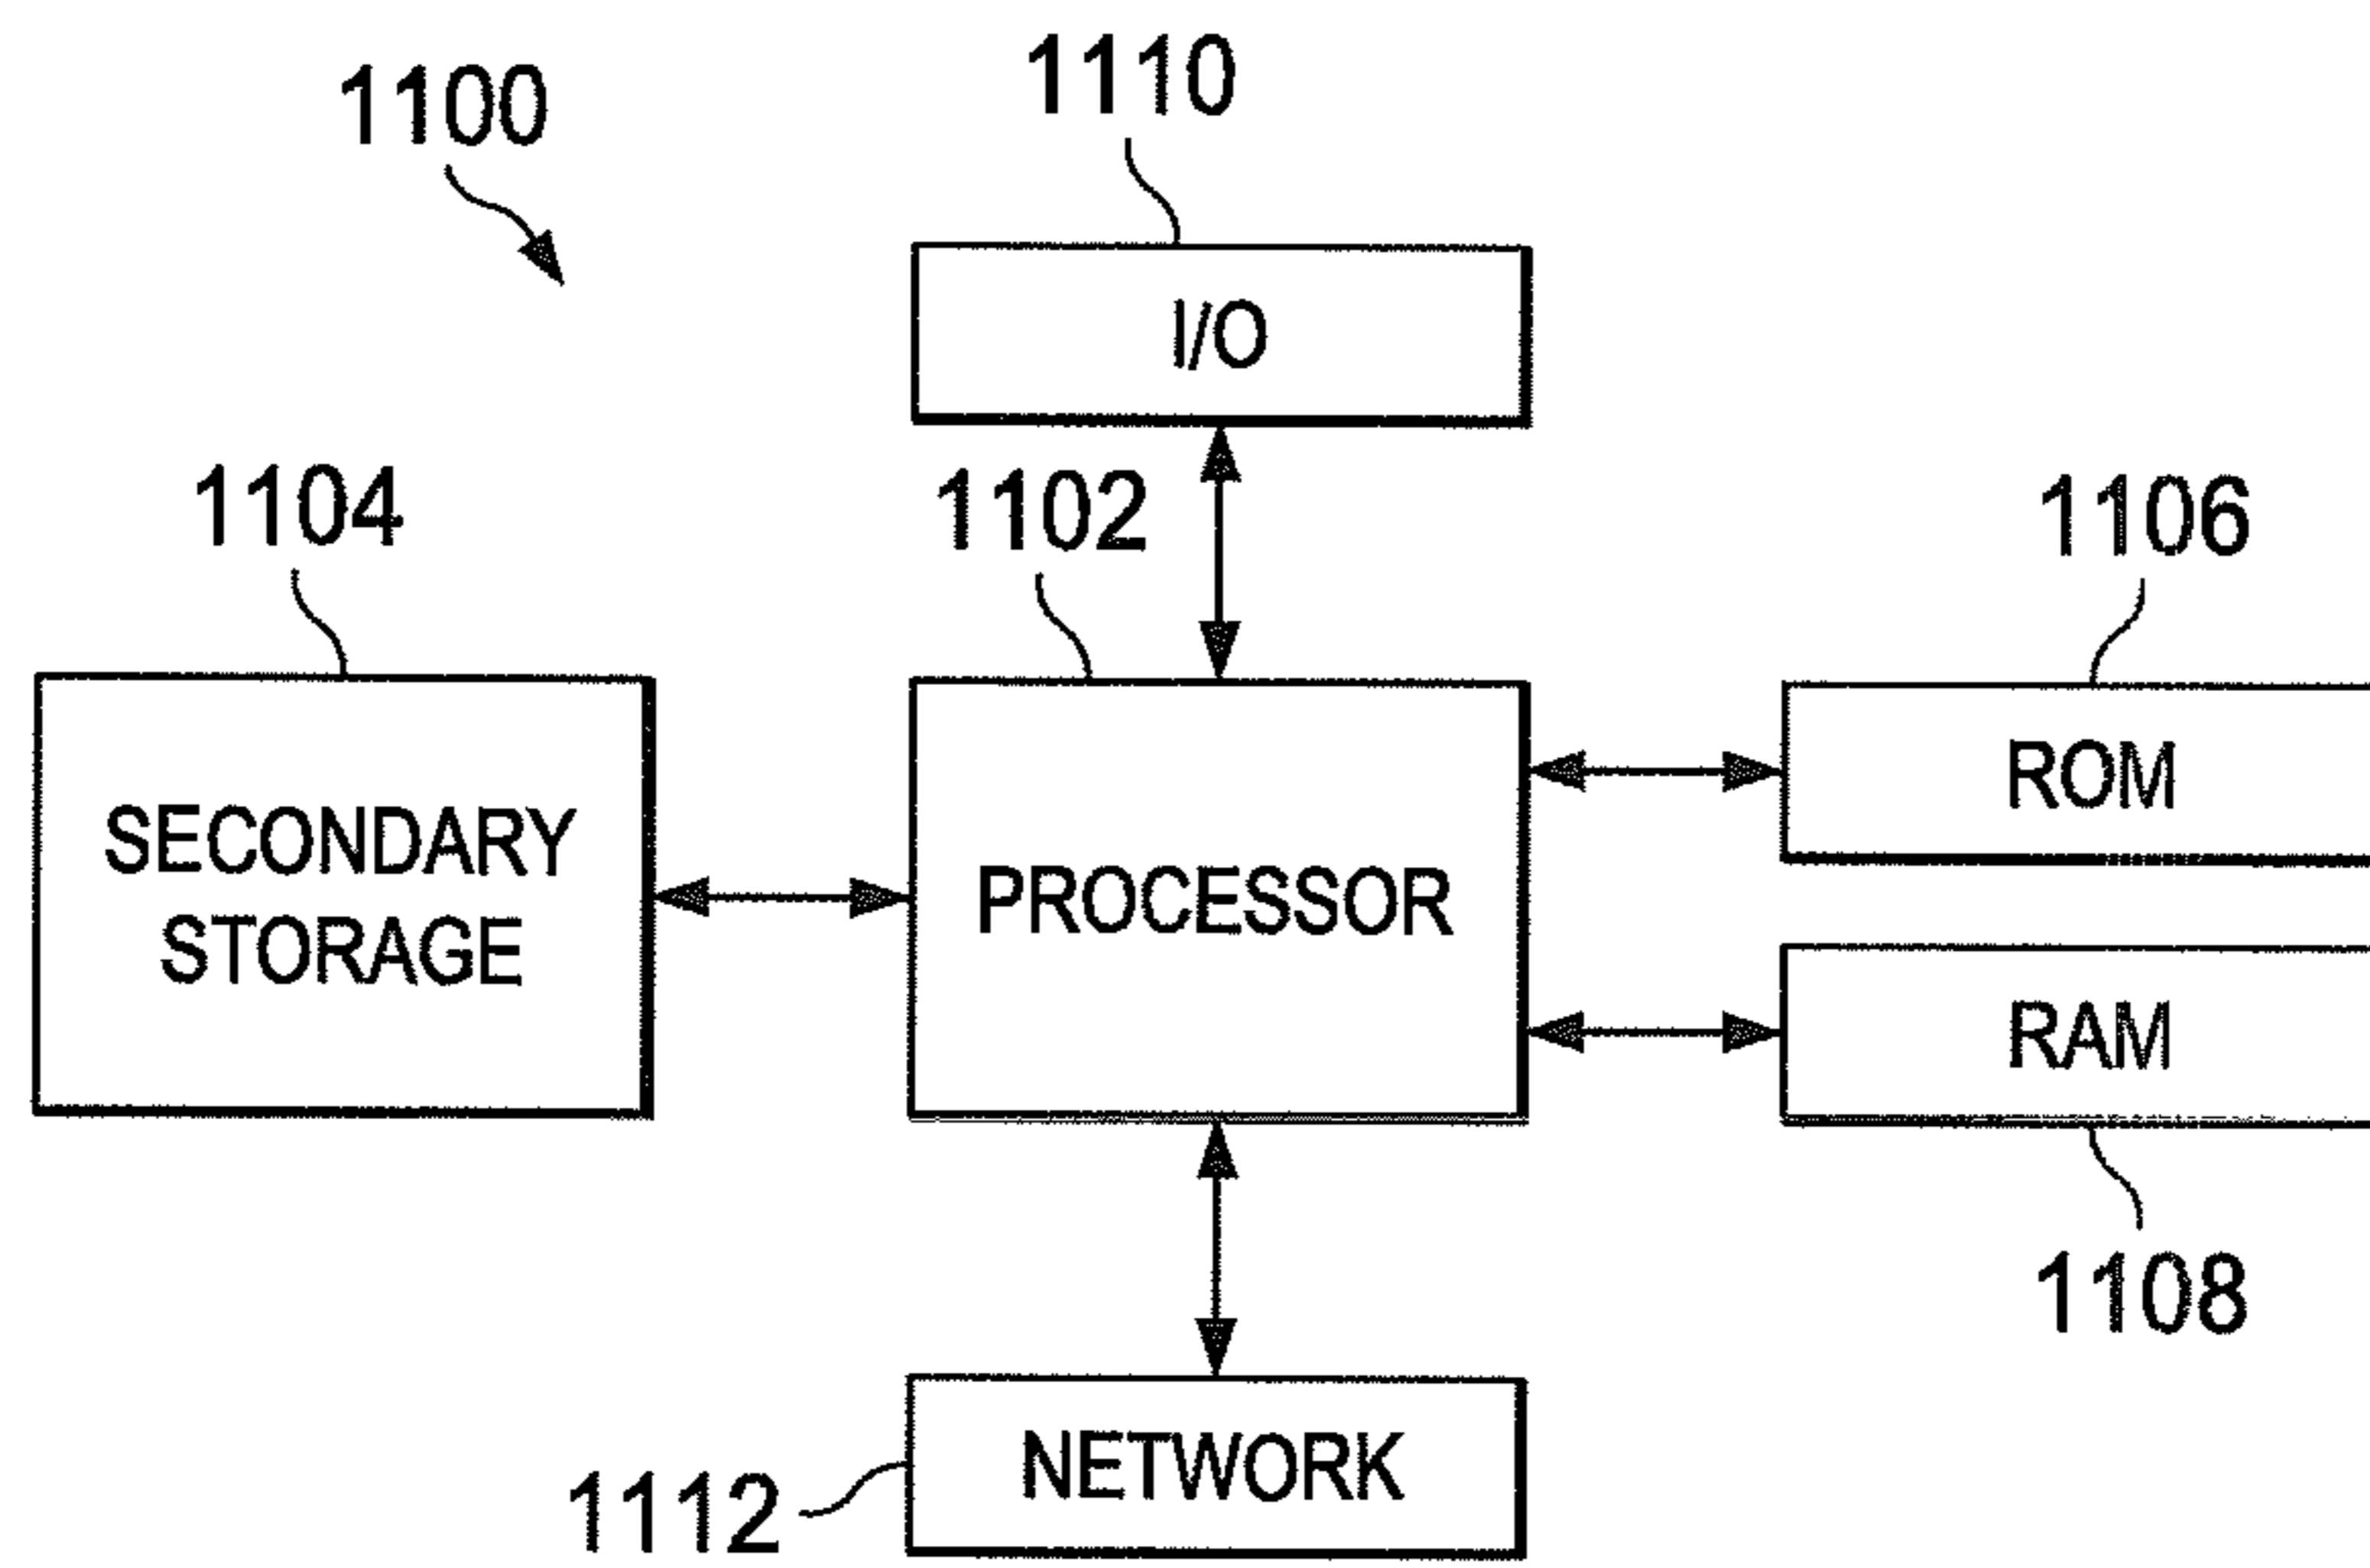 1100
1110
I/O
1104
1102
1106
SECONDARY
STORAGE
PROCESSOR
ROM
RAM
1108
1112
NETWORK